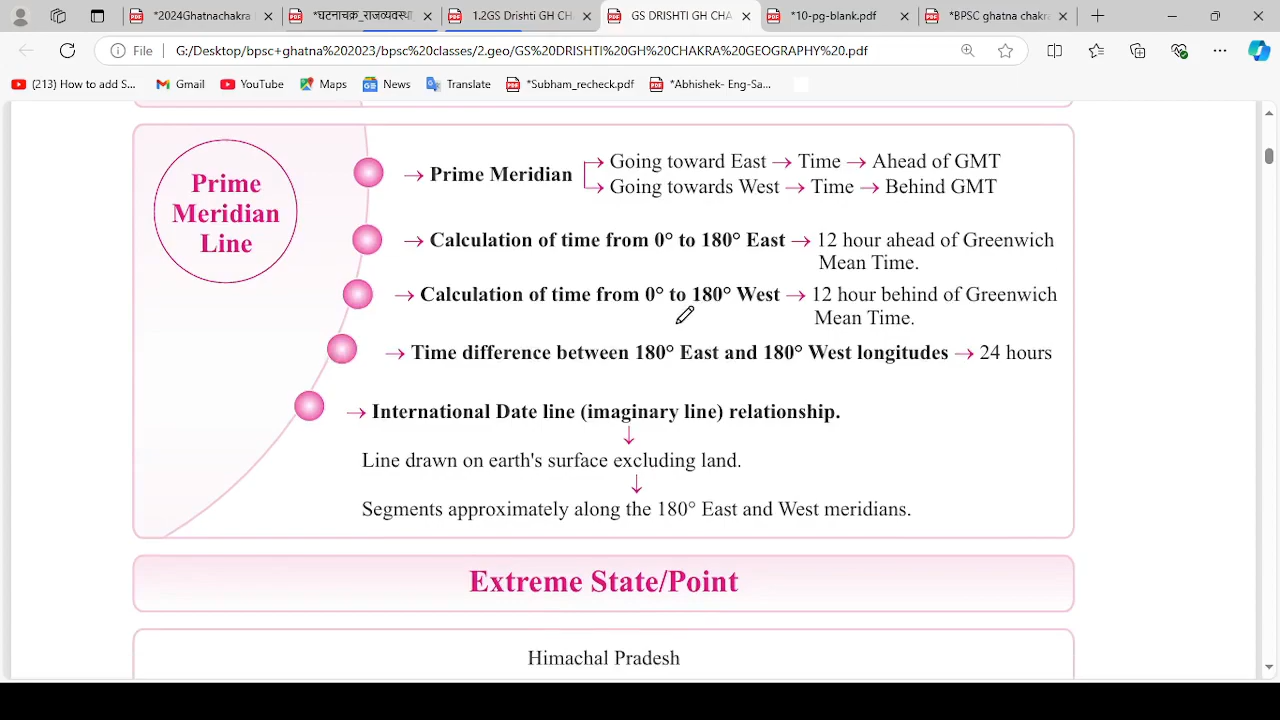 *2024Ghatnachakra
*घटनाचक्र_राजव्यवस्था
1.2GS Drishti GH CH
GS DRISHTI GH CHA
*10-pg-blank.pdf
*BPSC ghatna chakra
File G:/Desktop/bpsc+ghatna%202023/bpsc%20classes/2.geo/GS%20DRISHTI%20GH%20CHAKRA%20GEOGRAPHY%20.pdf
(213) How to add S... Gmail YouTube Maps News Translate *Subham_recheck.pdf *Abhishek- Eng-Sa...
Prime
Meridian
Line
→ Prime Meridian
→ Going toward East → Time → Ahead of GMT
→ Going towards West → Time → Behind GMT
→ Calculation of time from 0° to 180° East → 12 hour ahead of Greenwich
Mean Time.
→ Calculation of time from 0° to 180° West → 12 hour behind of Greenwich
Mean Time.
→ Time difference between 180° East and 180° West longitudes → 24 hours
→ International Date line (imaginary line) relationship.
↓
Line drawn on earth's surface excluding land.
↓
Segments approximately along the 180° East and West meridians.
Extreme State/Point
Himachal Pradesh